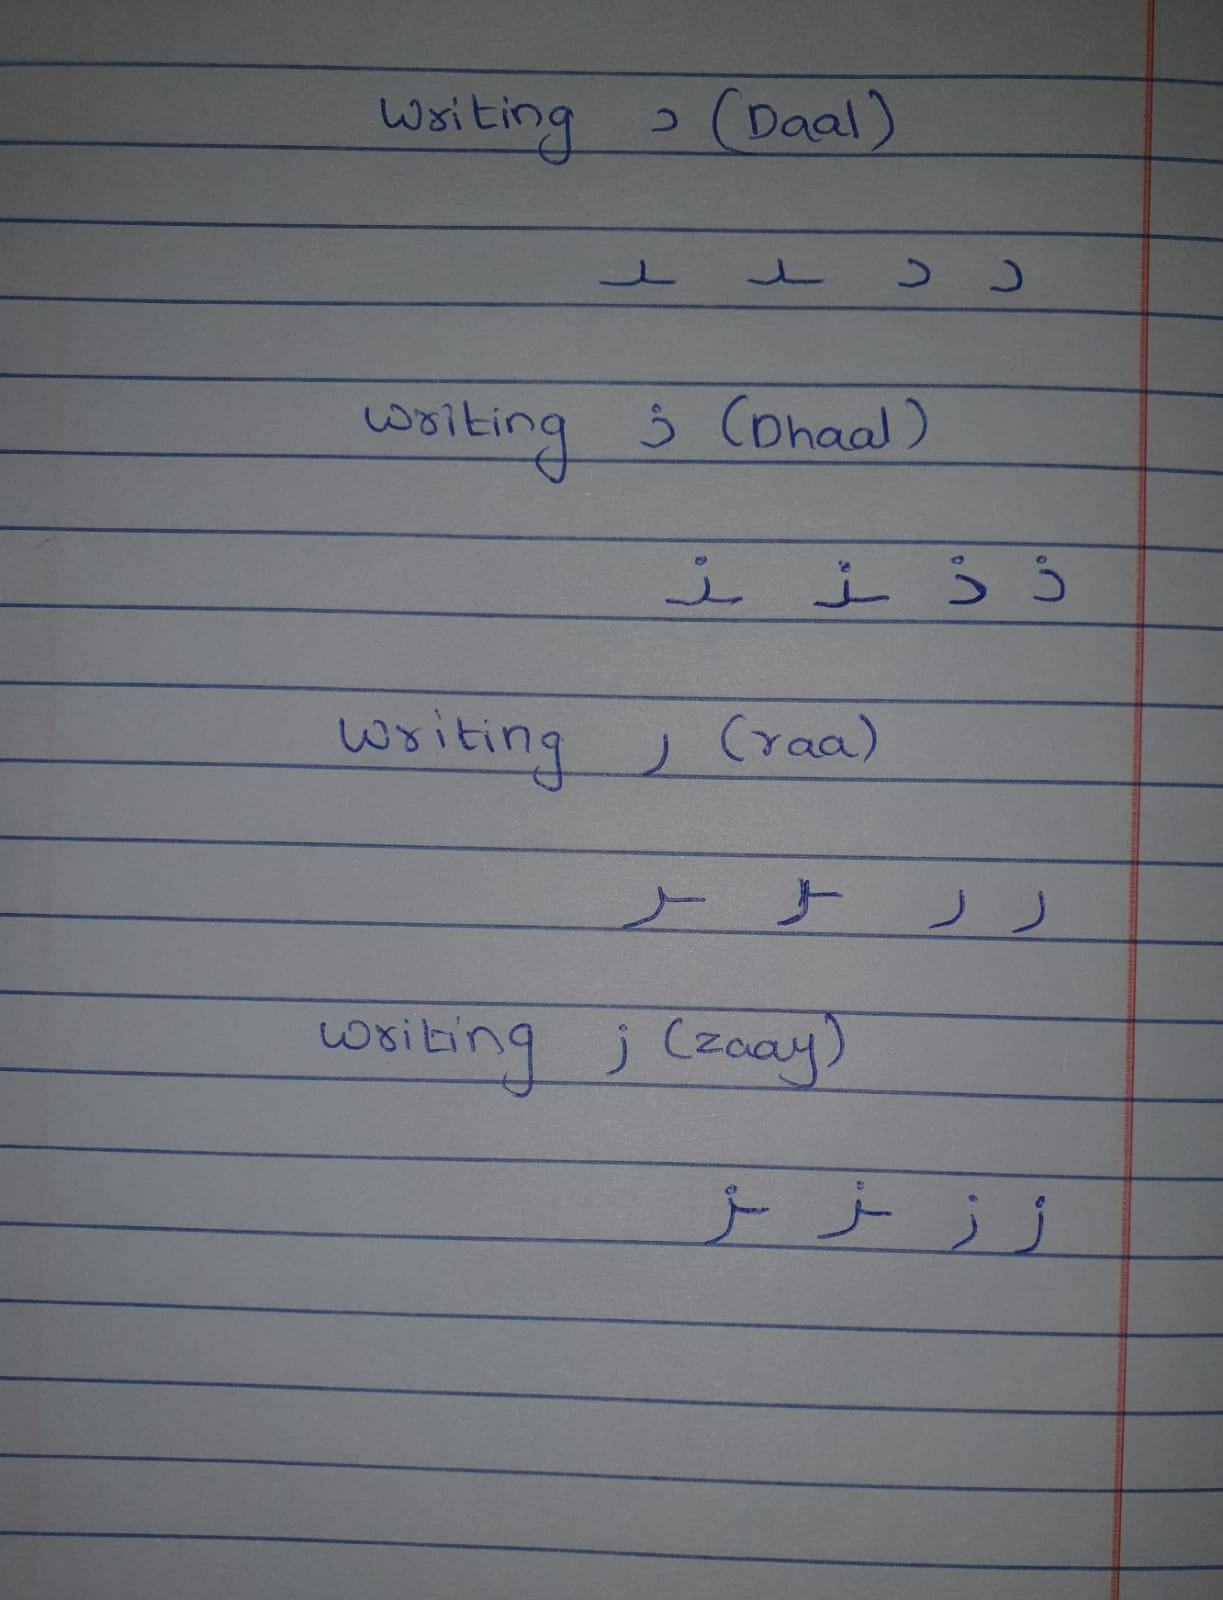 Writing د (Daal)
د د ـد ـد
Writing ذ (Dhaal)
ذ ذ ـذ ـذ
Writing ر (raa)
ر ر ـر ـر
Writing ز (zaay)
ز ز ـز ـز